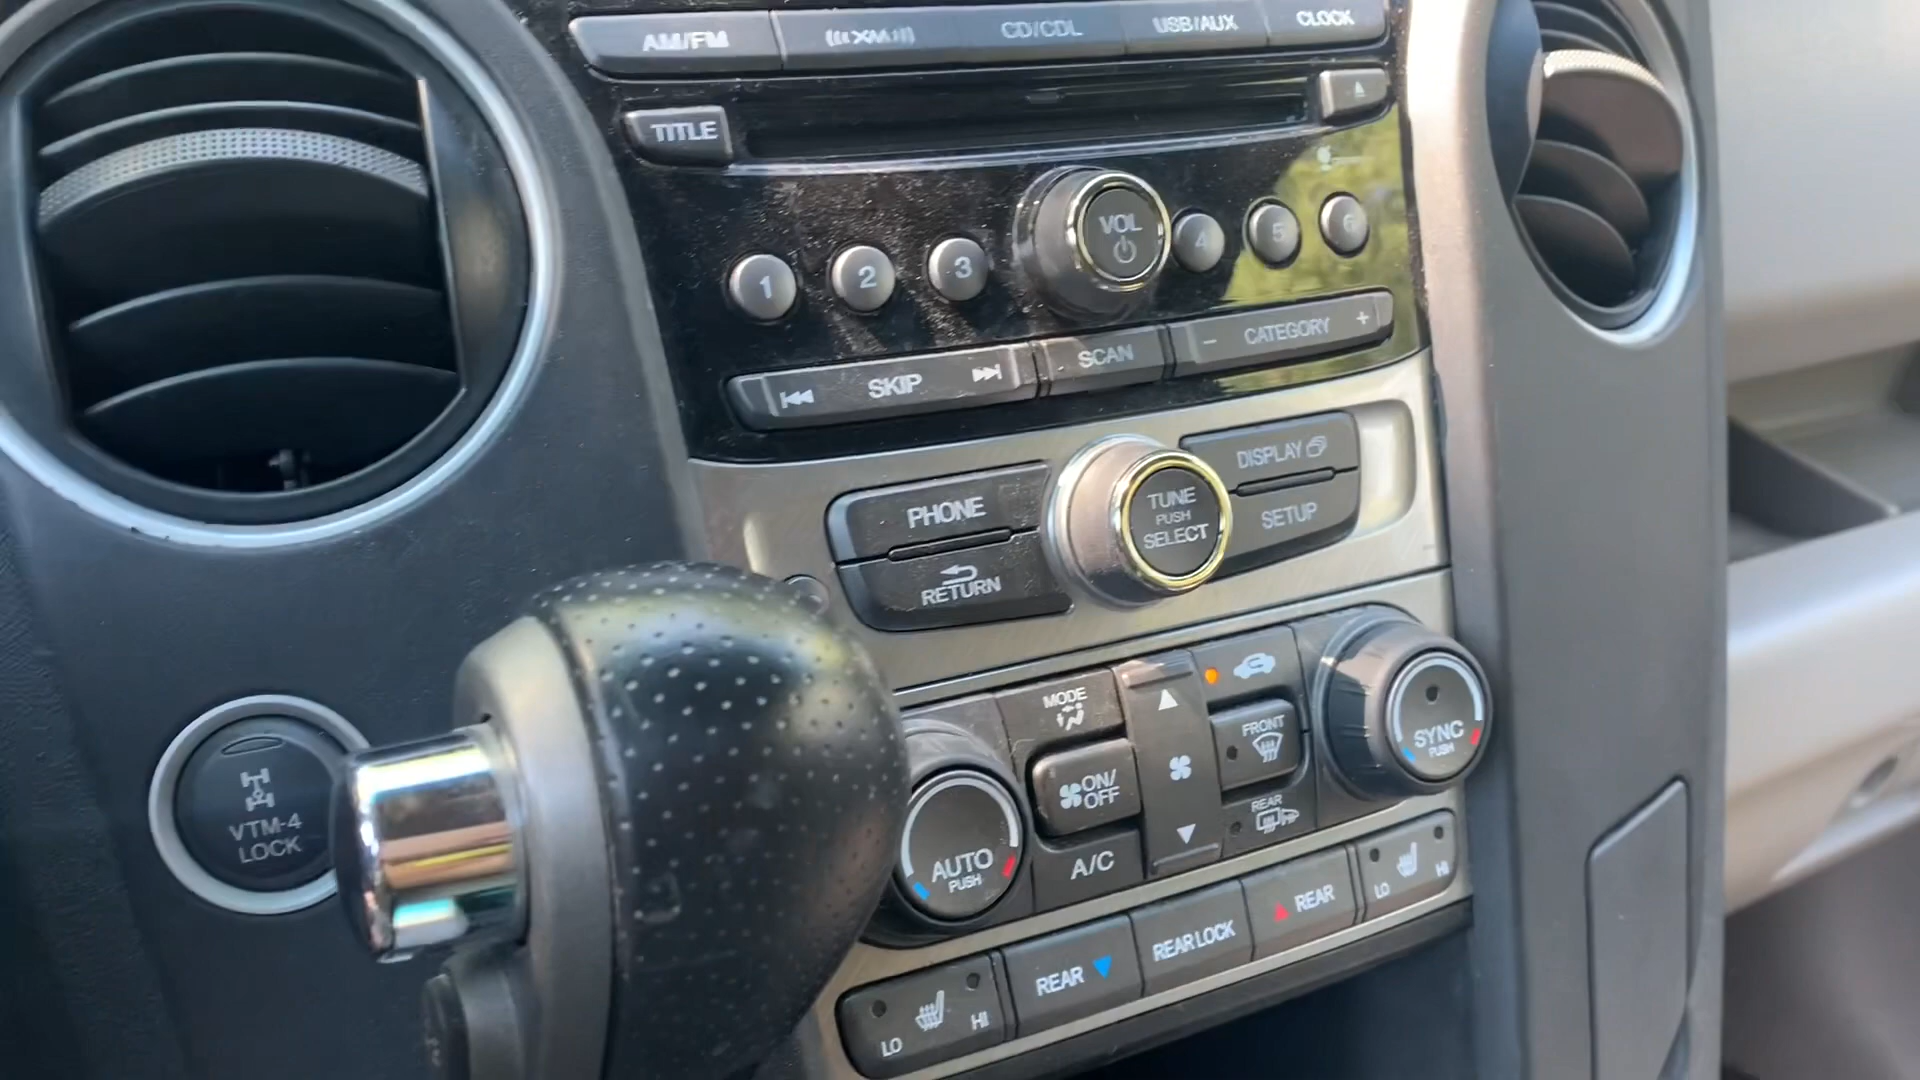 AM/FM
XM
CD/CDL
USB/AUX
CLOCK
TITLE
VOL
1
2
3
4
5
6
SKIP
SCAN
− CATEGORY +
PHONE
RETURN
TUNE
PUSH
SELECT
DISPLAY
SETUP
VTM-4
LOCK
MODE
ON/
OFF
A/C
FRONT
REAR
AUTO
PUSH
SYNC
PUSH
LO
HI
REAR
REAR LOCK
REAR
LO
HI